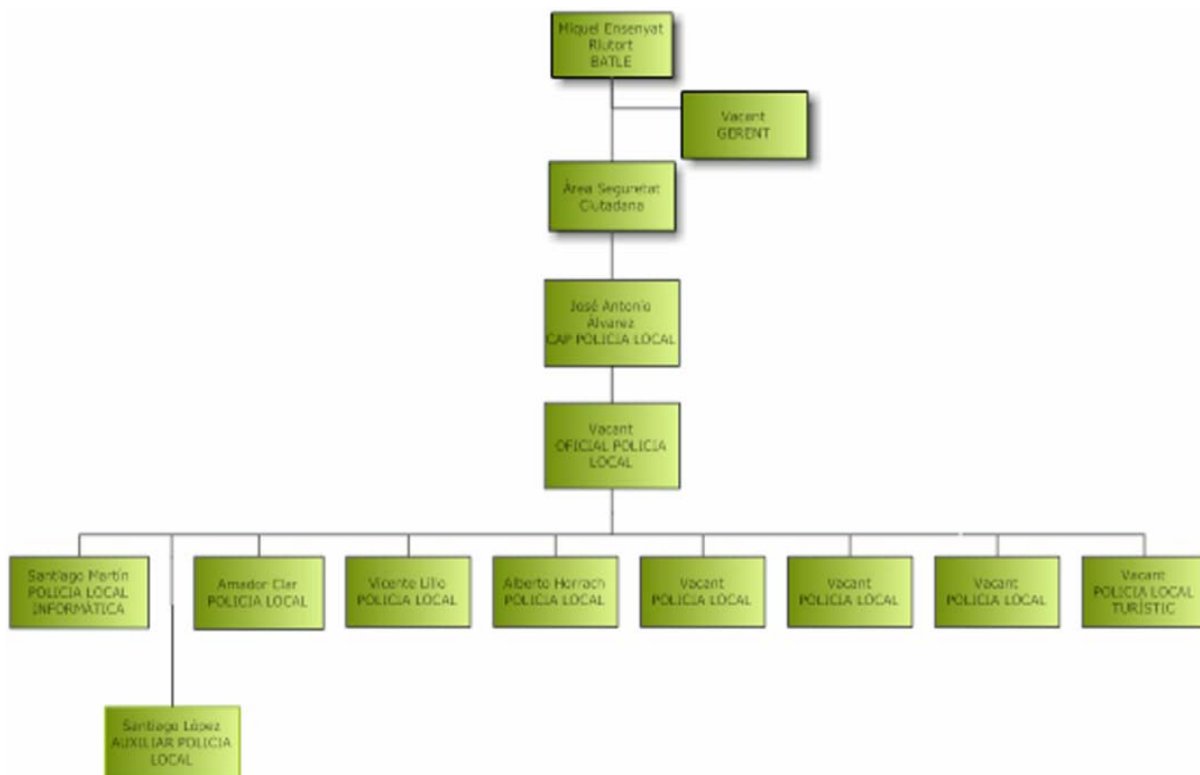 Miquel Ensenyat
Riutort
BATLE
Vacant
GERENT
Àrea Seguretat
Ciutadana
José Antonio
Álvarez
CAP POLICIA LOCAL
Vacant
OFICIAL POLICIA
LOCAL
Santiago Martín
POLICIA LOCAL
INFORMÀTICA
Amador Clar
POLICIA LOCAL
Vicente Lillo
POLICIA LOCAL
Alberto Horrach
POLICIA LOCAL
Vacant
POLICIA LOCAL
Vacant
POLICIA LOCAL
Vacant
POLICIA LOCAL
Vacant
POLICIA LOCAL
TURÍSTIC
Santiago López
AUXILIAR POLICIA
LOCAL